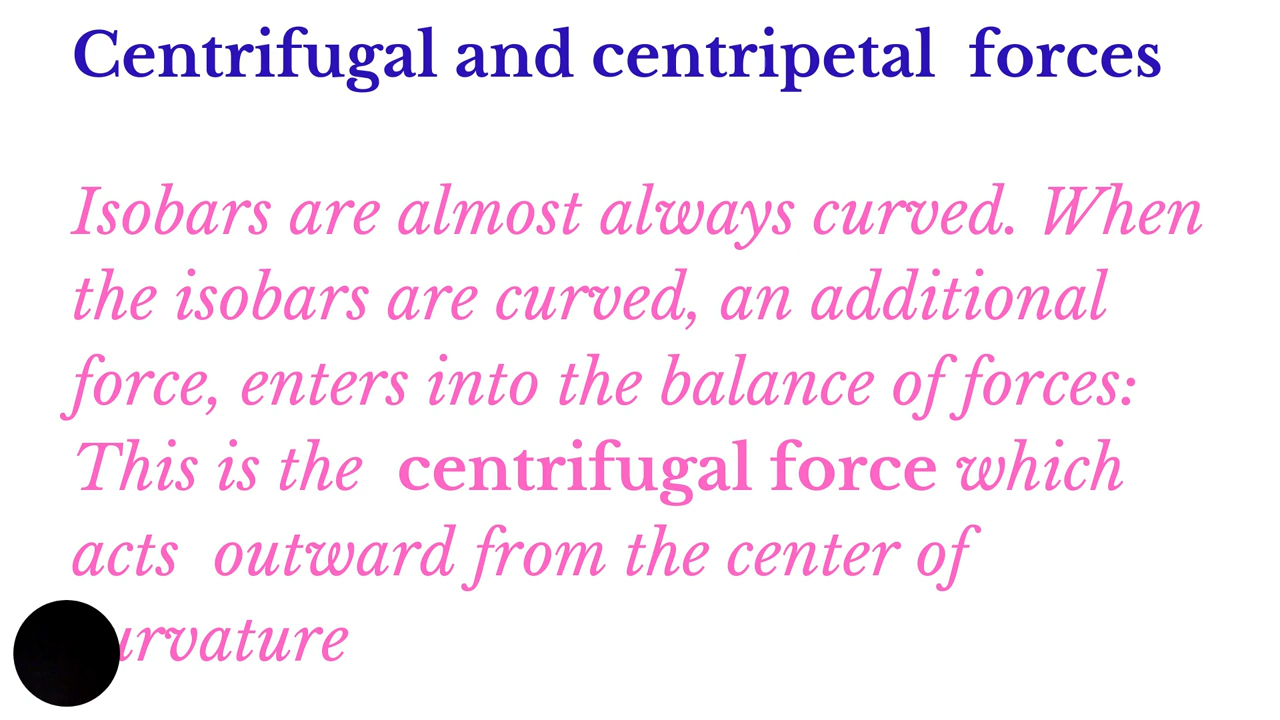 Centrifugal and centripetal forces
Isobars are almost always curved. When
the isobars are curved, an additional
force, enters into the balance of forces:
This is the centrifugal force which
acts outward from the center of
urvature